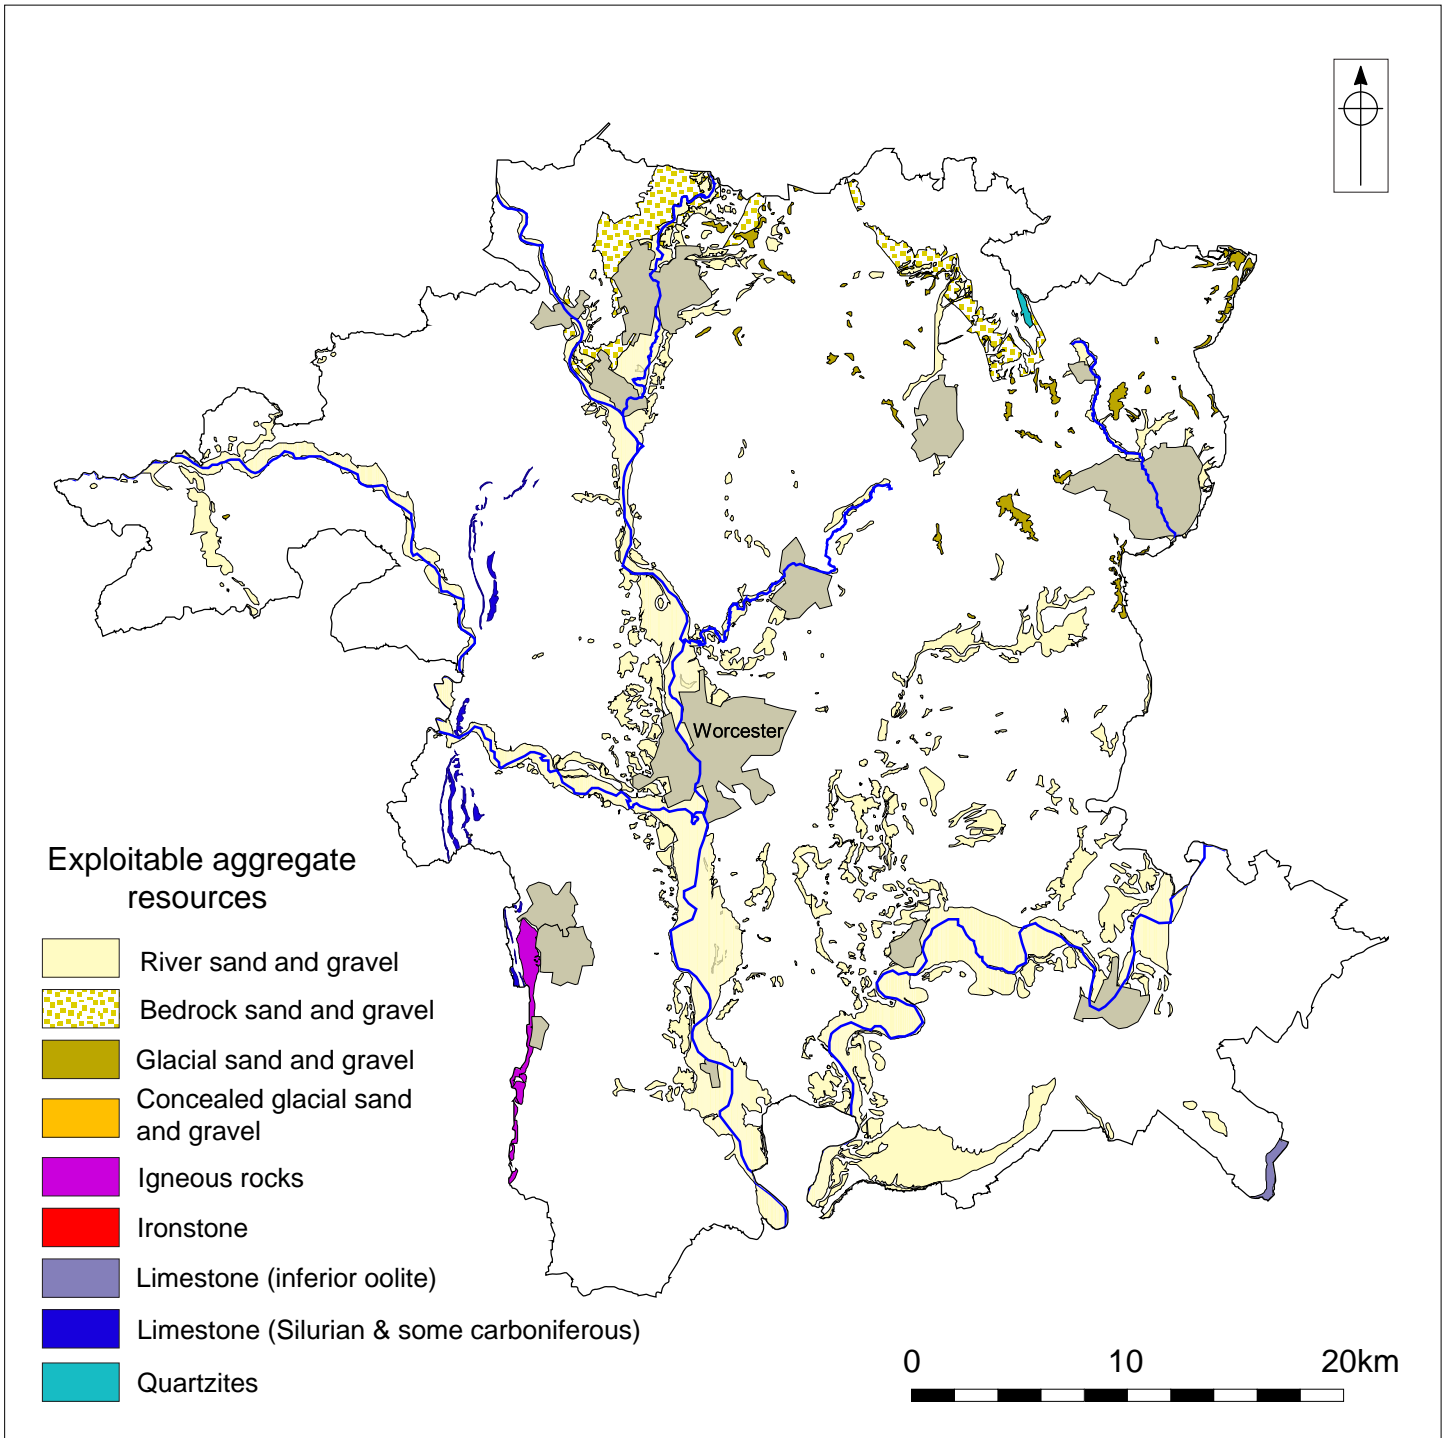 Worcester
Exploitable aggregate
resources
River sand and gravel
Bedrock sand and gravel
Glacial sand and gravel
Concealed glacial sand
and gravel
Igneous rocks
Ironstone
Limestone (inferior oolite)
Limestone (Silurian & some carboniferous)
Quartzites
0 10 20km